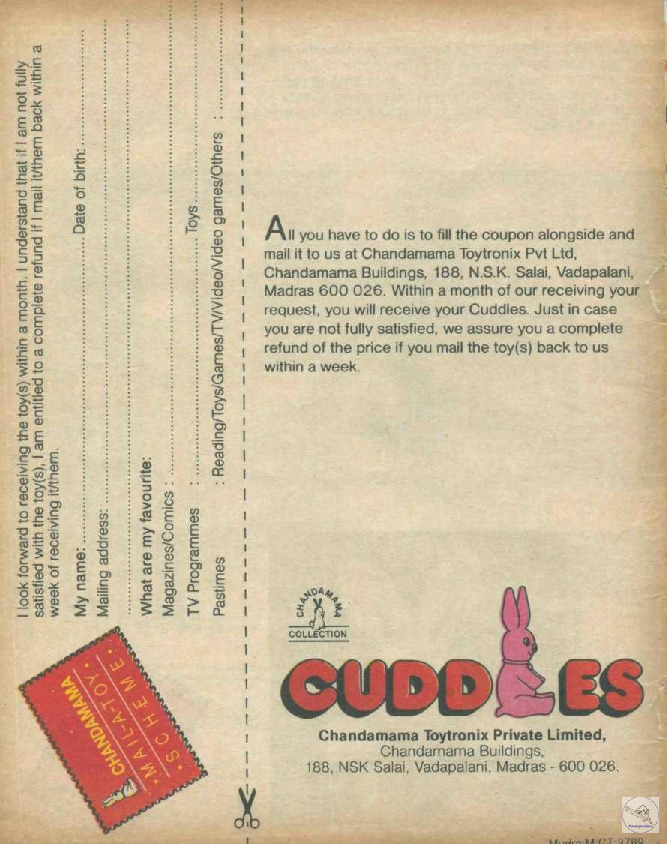 I look forward to receiving the toy(s) within a month. I understand that if I am not fully
satisfied with the toy(s), I am entitled to a complete refund if I mail it/them back within a
week of receiving it/them.
My name: Date of birth:
Mailing address:
What are my favourite:
Magazines/Comics :
TV Programmes : Toys
Pastimes : Reading/Toys/Games/TV/Video/Video games/Others :
CHANDAMAMA
• MAIL-A-TOY •
• SCHEME •
All you have to do is to fill the coupon alongside and
mail it to us at Chandamama Toytronix Pvt Ltd,
Chandamama Buildings, 188, N.S.K. Salai, Vadapalani,
Madras 600 026. Within a month of our receiving your
request, you will receive your Cuddles. Just in case
you are not fully satisfied, we assure you a complete
refund of the price if you mail the toy(s) back to us
within a week.
CHANDAMAMA
COLLECTION
CUDDLES
Chandamama Toytronix Private Limited,
Chandamama Buildings,
188, NSK Salai, Vadapalani, Madras - 600 026.